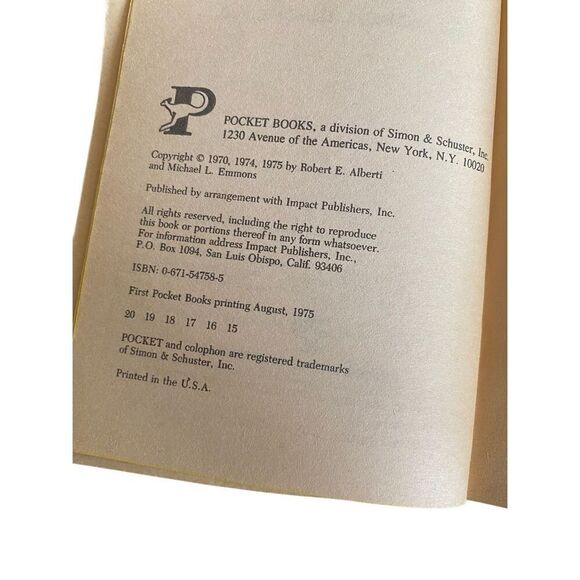 P
POCKET BOOKS, a division of Simon & Schuster, Inc.
1230 Avenue of the Americas, New York, N.Y. 10020
Copyright © 1970, 1974, 1975 by Robert E. Alberti
and Michael L. Emmons
Published by arrangement with Impact Publishers, Inc.
All rights reserved, including the right to reproduce
this book or portions thereof in any form whatsoever.
For information address Impact Publishers, Inc.,
P.O. Box 1094, San Luis Obispo, Calif. 93406
ISBN: 0-671-54758-5
First Pocket Books printing August, 1975
20 19 18 17 16 15
POCKET and colophon are registered trademarks
of Simon & Schuster, Inc.
Printed in the U.S.A.